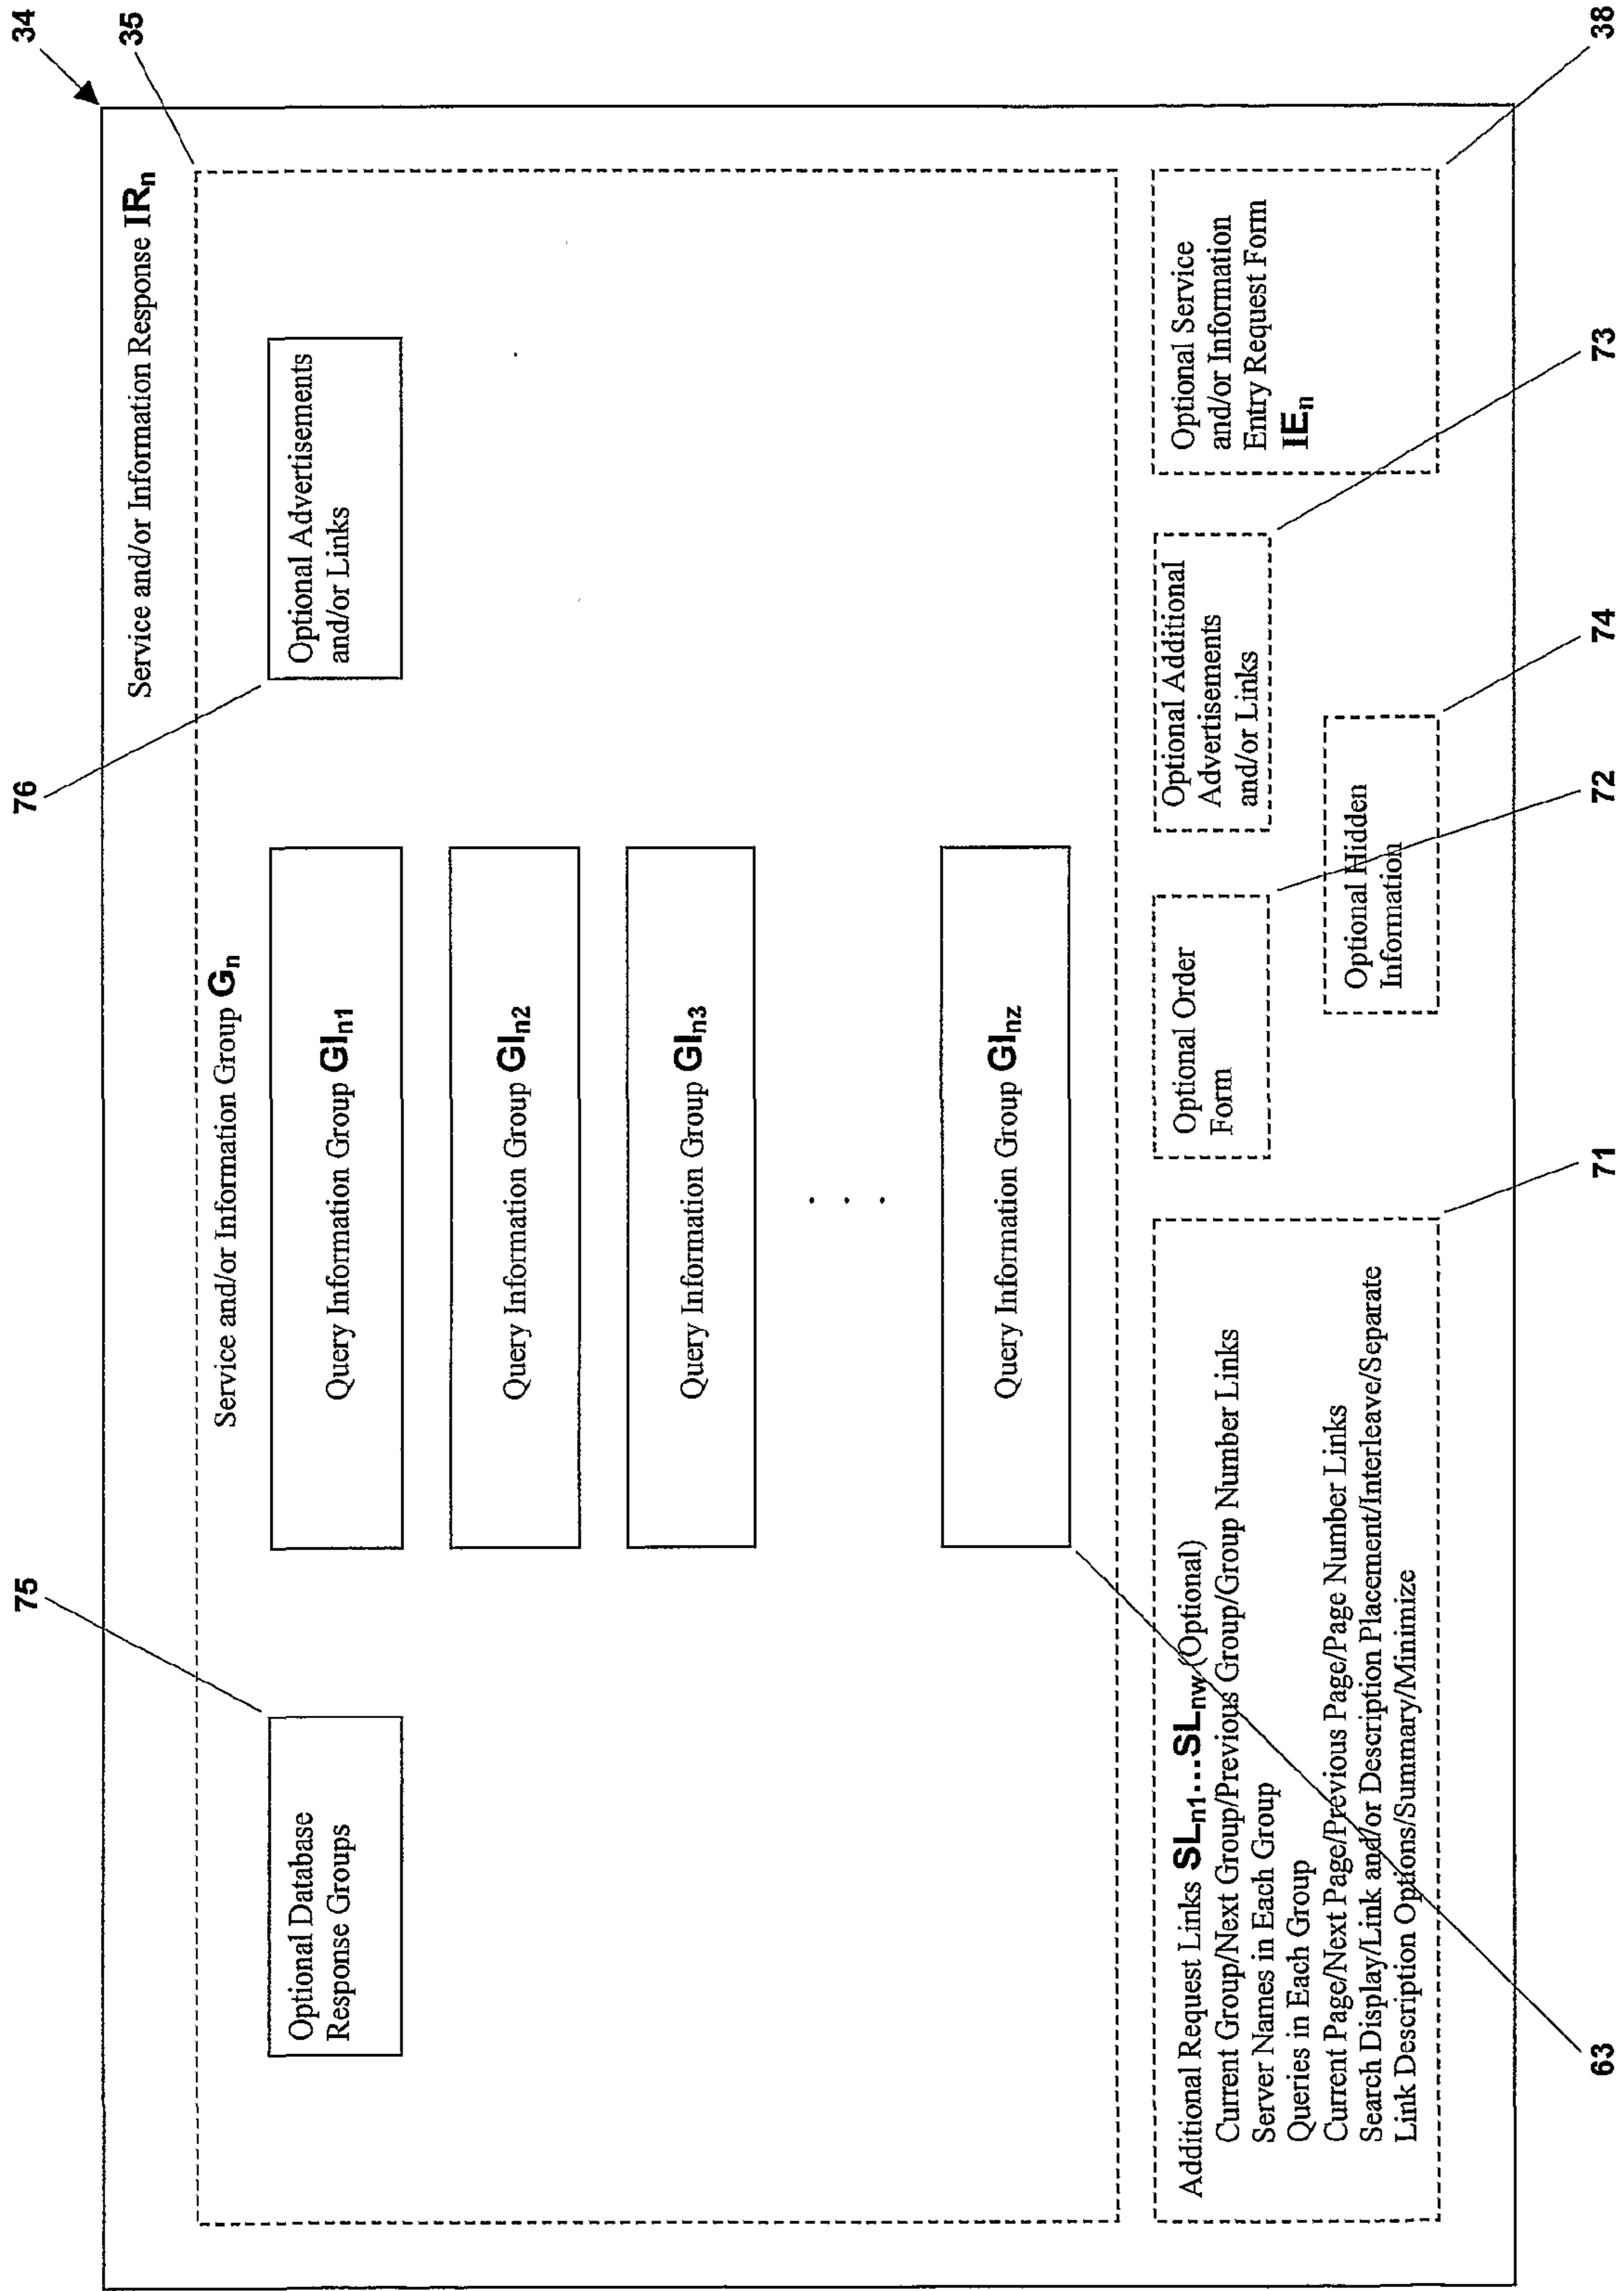 34
35
Service and/or Information Response IRn
Service and/or Information Group Gn
75
Optional Database
Response Groups
Query Information Group GIn1
Query Information Group GIn2
Query Information Group GIn3
. . .
Query Information Group GInz
76
Optional Advertisements
and/or Links
Additional Request Links SLn1...SLnw (Optional)
Current Group/Next Group/Previous Group/Group Number Links
Server Names in Each Group
Queries in Each Group
Current Page/Next Page/Previous Page/Page Number Links
Search Display/Link and/or Description Placement/Interleave/Separate
Link Description Options/Summary/Minimize
Optional Order
Form
Optional Additional
Advertisements
and/or Links
Optional Hidden
Information
Optional Service
and/or Information
Entry Request Form
IEn
63
71
72
74
73
38